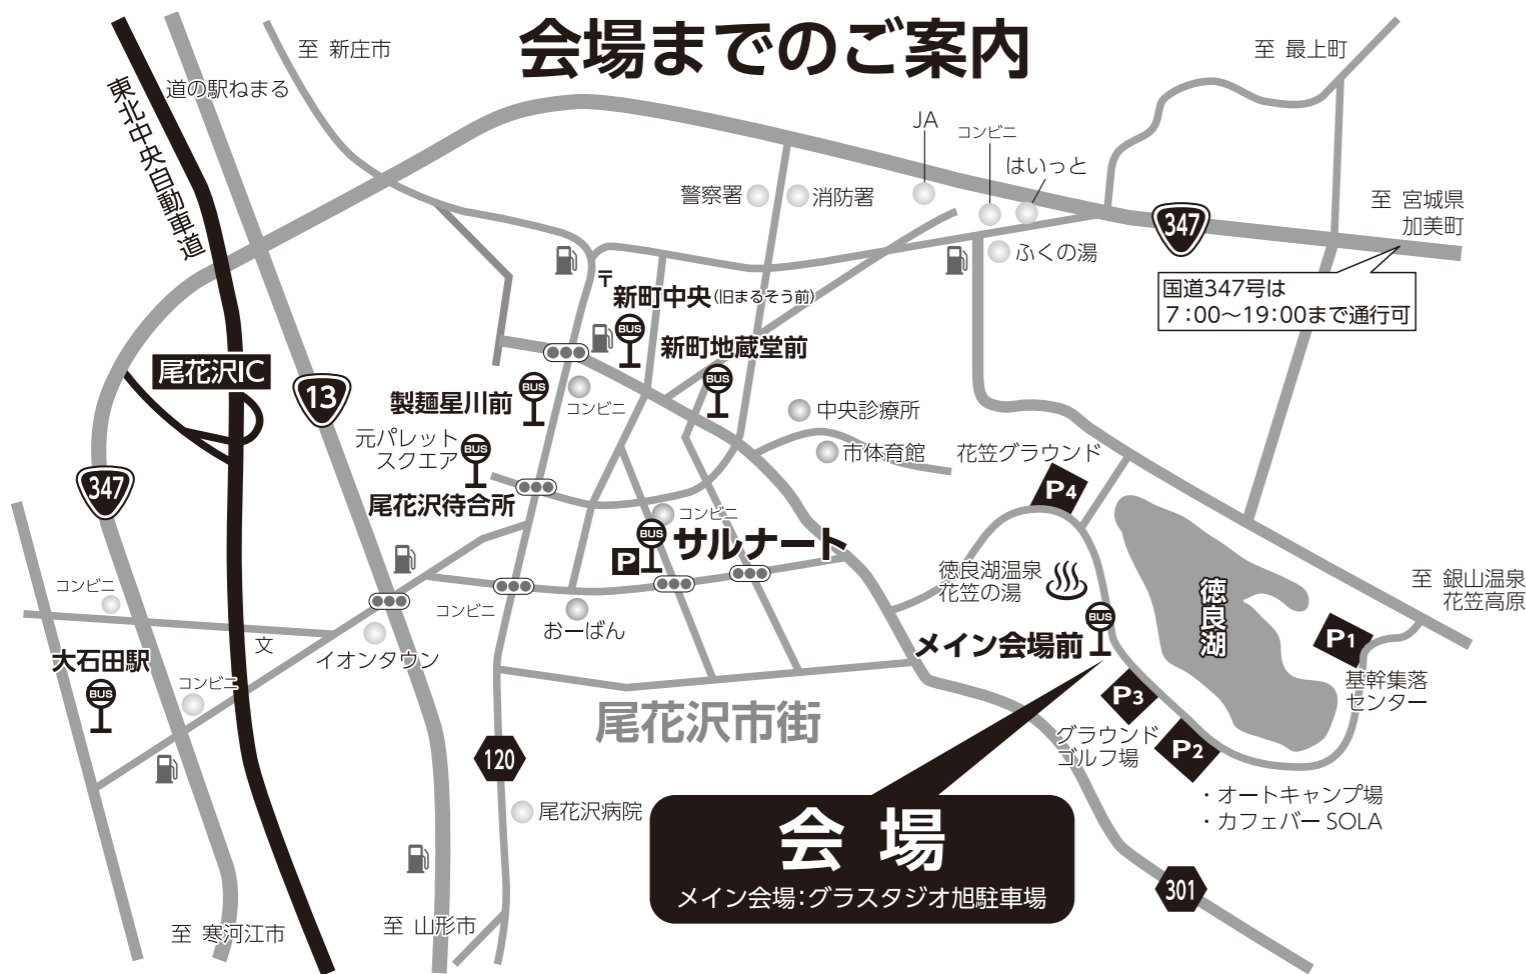 会場までのご案内
至 新庄市
至 最上町
道の駅ねまる
東北中央自動車道
JA
コンビニ
はいっと
警察署
消防署
至 宮城県
加美町
347
ふくの湯
国道347号は
7:00～19:00まで通行可
〒
新町中央(旧まるそう前)
BUS
新町地蔵堂前
BUS
尾花沢IC
13
製麺星川前
BUS
コンビニ
中央診療所
元パレット
スクエア
BUS
市体育館
花笠グラウンド
P4
347
尾花沢待合所
コンビニ
BUS
P
サルナート
徳良湖温泉
花笠の湯
徳良湖
至 銀山温泉
花笠高原
コンビニ
コンビニ
おーばん
BUS
メイン会場前
P1
文
イオンタウン
大石田駅
BUS
コンビニ
基幹集落
センター
P3
グラウンド
ゴルフ場
P2
尾花沢市街
120
・オートキャンプ場
・カフェバー SOLA
尾花沢病院
会場
メイン会場:グラスタジオ旭駐車場
301
至 寒河江市
至 山形市